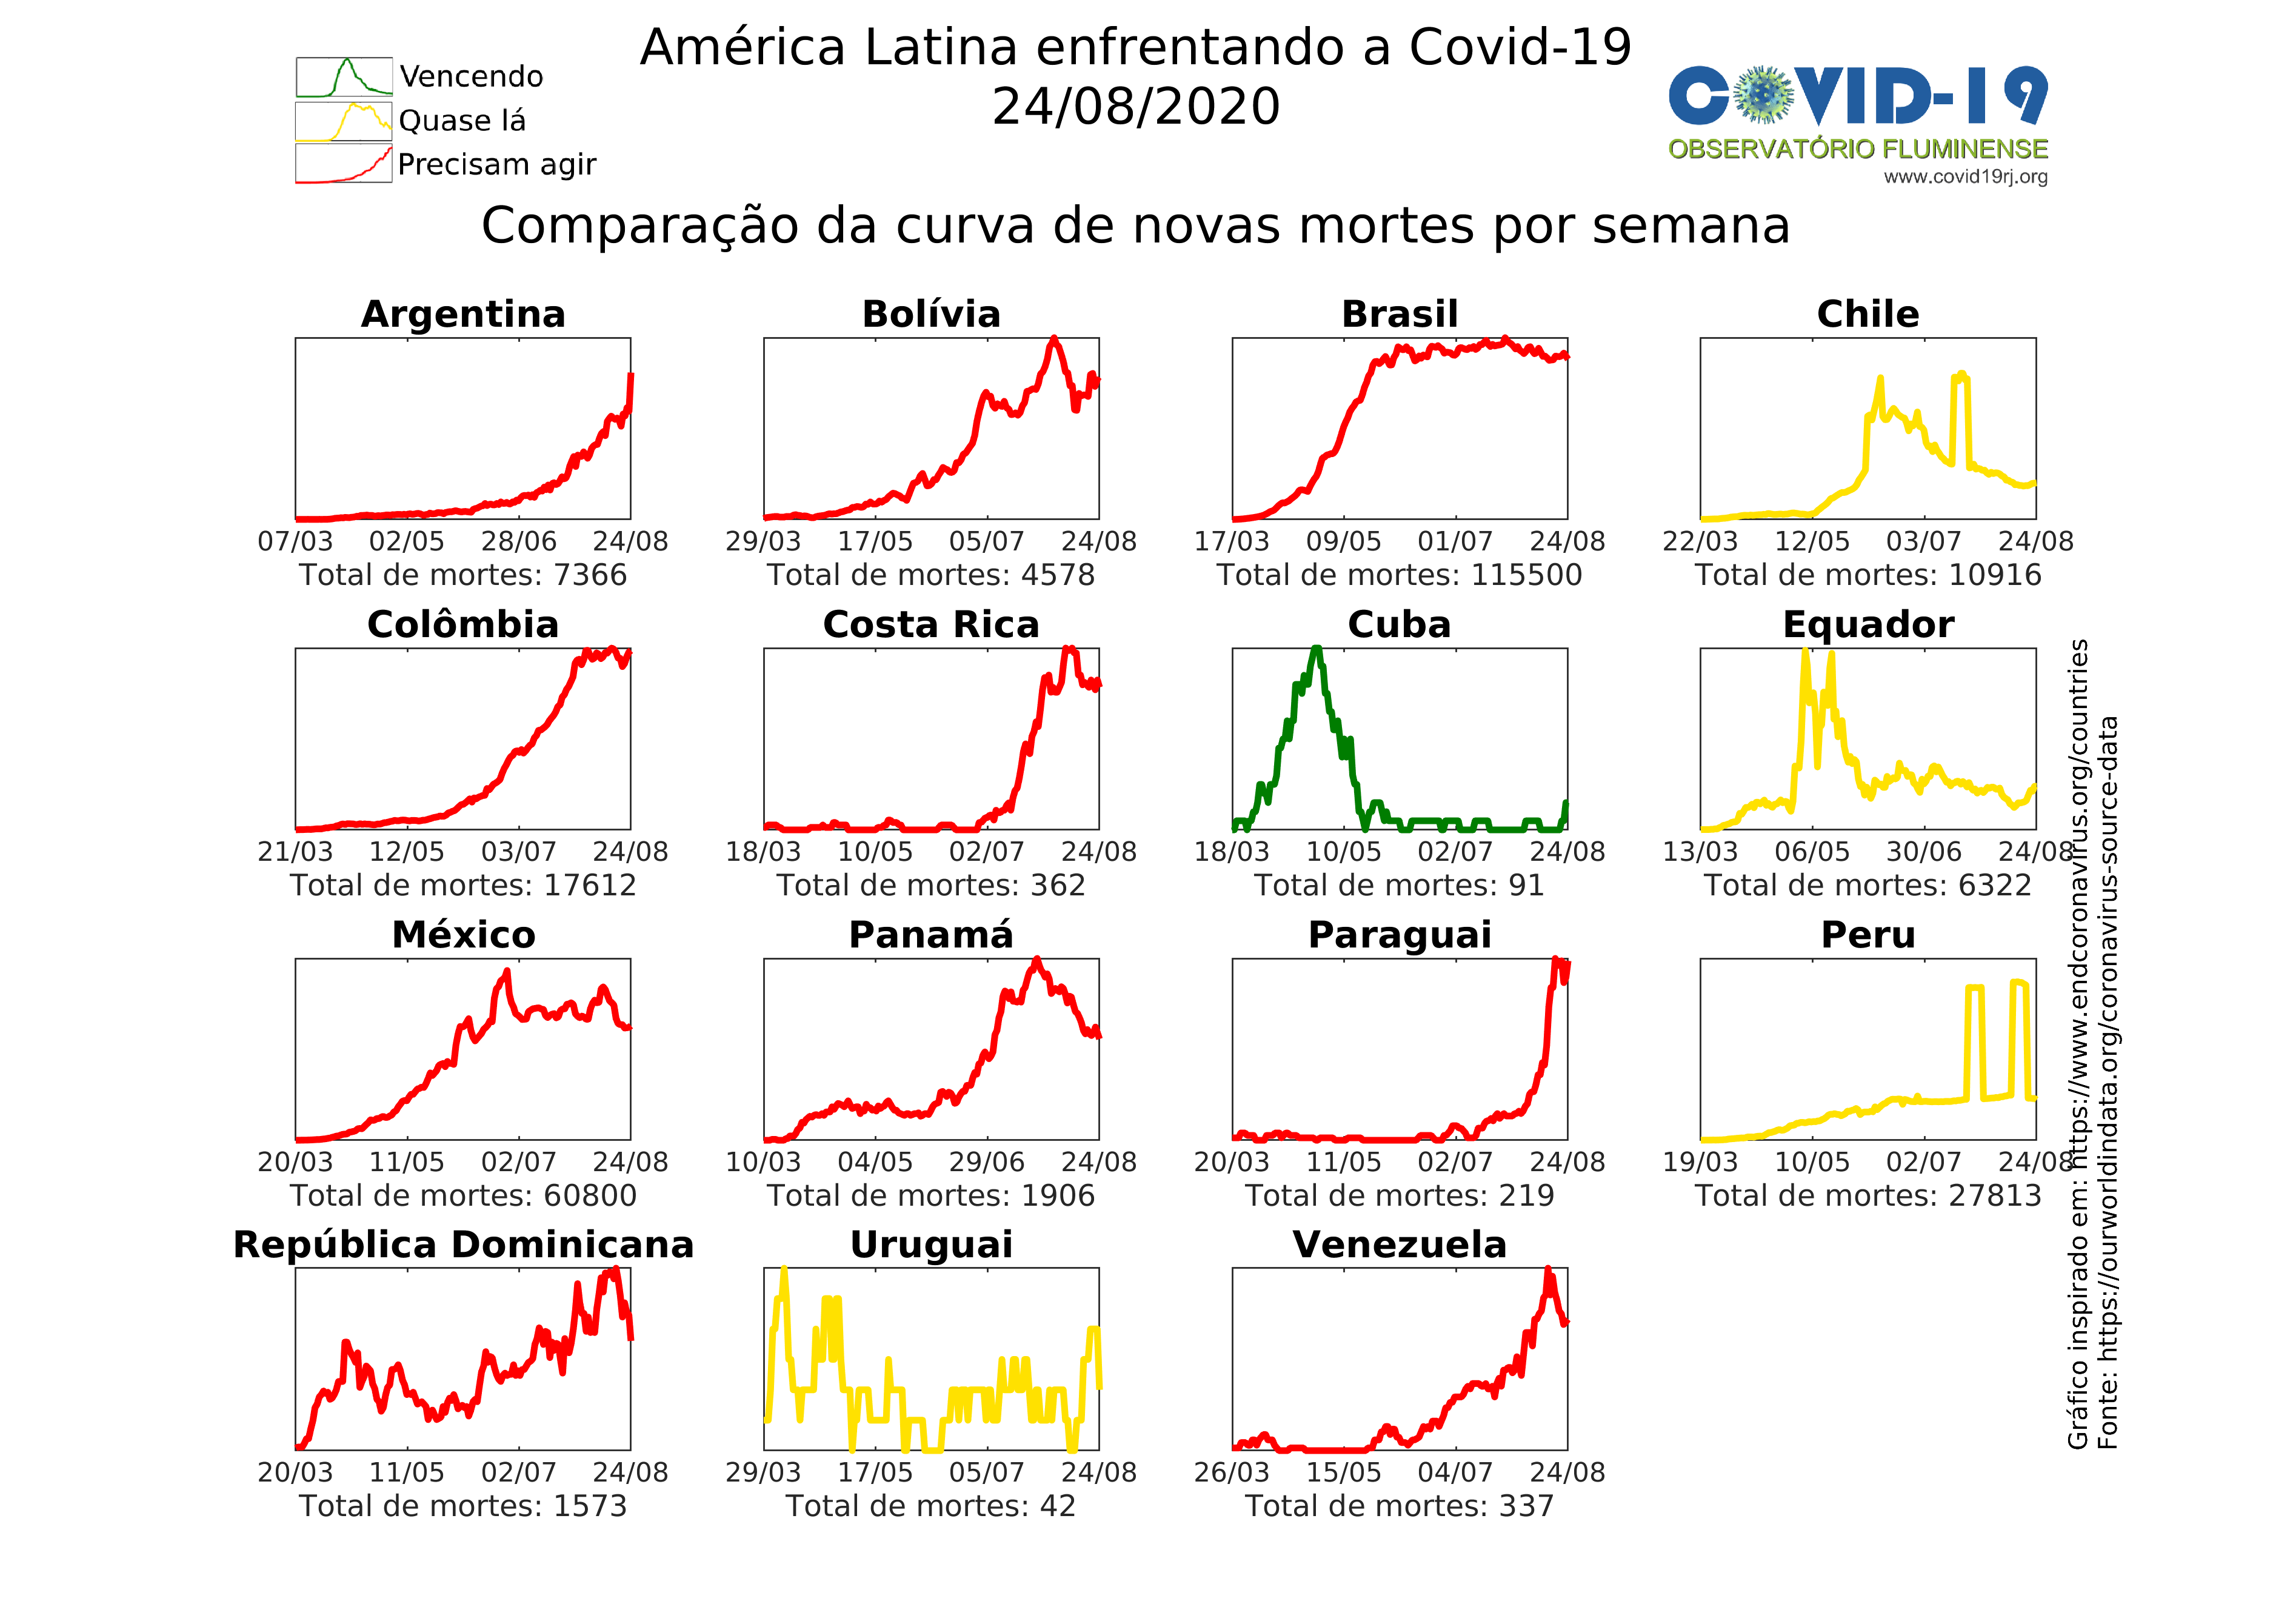 América Latina enfrentando a Covid-19
24/08/2020
Vencendo
Quase lá
Precisam agir
COVID-19
OBSERVATÓRIO FLUMINENSE
www.covid19rj.org
Comparação da curva de novas mortes por semana
Argentina
07/03 02/05 28/06 24/08
Total de mortes: 7366
Bolívia
29/03 17/05 05/07 24/08
Total de mortes: 4578
Brasil
17/03 09/05 01/07 24/08
Total de mortes: 115500
Chile
22/03 12/05 03/07 24/08
Total de mortes: 10916
Colômbia
21/03 12/05 03/07 24/08
Total de mortes: 17612
Costa Rica
18/03 10/05 02/07 24/08
Total de mortes: 362
Cuba
18/03 10/05 02/07 24/08
Total de mortes: 91
Equador
13/03 06/05 30/06 24/08
Total de mortes: 6322
México
20/03 11/05 02/07 24/08
Total de mortes: 60800
Panamá
10/03 04/05 29/06 24/08
Total de mortes: 1906
Paraguai
20/03 11/05 02/07 24/08
Total de mortes: 219
Peru
19/03 10/05 02/07 24/08
Total de mortes: 27813
República Dominicana
20/03 11/05 02/07 24/08
Total de mortes: 1573
Uruguai
29/03 17/05 05/07 24/08
Total de mortes: 42
Venezuela
26/03 15/05 04/07 24/08
Total de mortes: 337
Gráfico inspirado em: https://www.endcoronavirus.org/countries
Fonte: https://ourworldindata.org/coronavirus-source-data